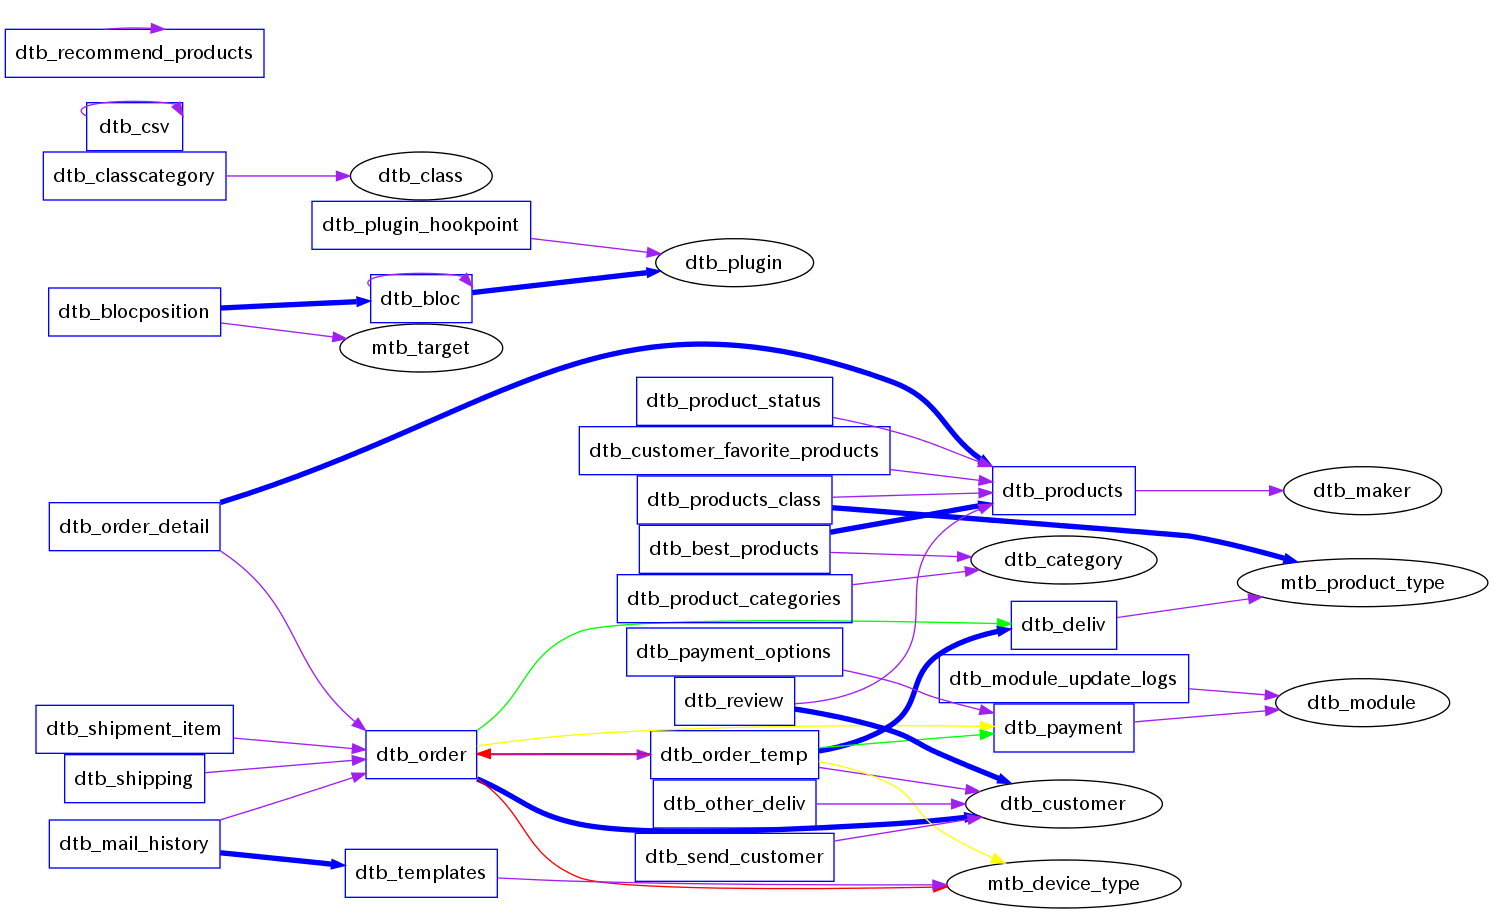 dtb_recommend_products
dtb_csv
dtb_classcategory
dtb_class
dtb_plugin_hookpoint
dtb_plugin
dtb_bloc
dtb_blocposition
mtb_target
dtb_product_status
dtb_customer_favorite_products
dtb_products
dtb_maker
dtb_products_class
dtb_order_detail
dtb_best_products
dtb_category
mtb_product_type
dtb_product_categories
dtb_deliv
dtb_payment_options
dtb_module_update_logs
dtb_review
dtb_module
dtb_shipment_item
dtb_payment
dtb_order
dtb_order_temp
dtb_shipping
dtb_other_deliv
dtb_customer
dtb_mail_history
dtb_send_customer
dtb_templates
mtb_device_type